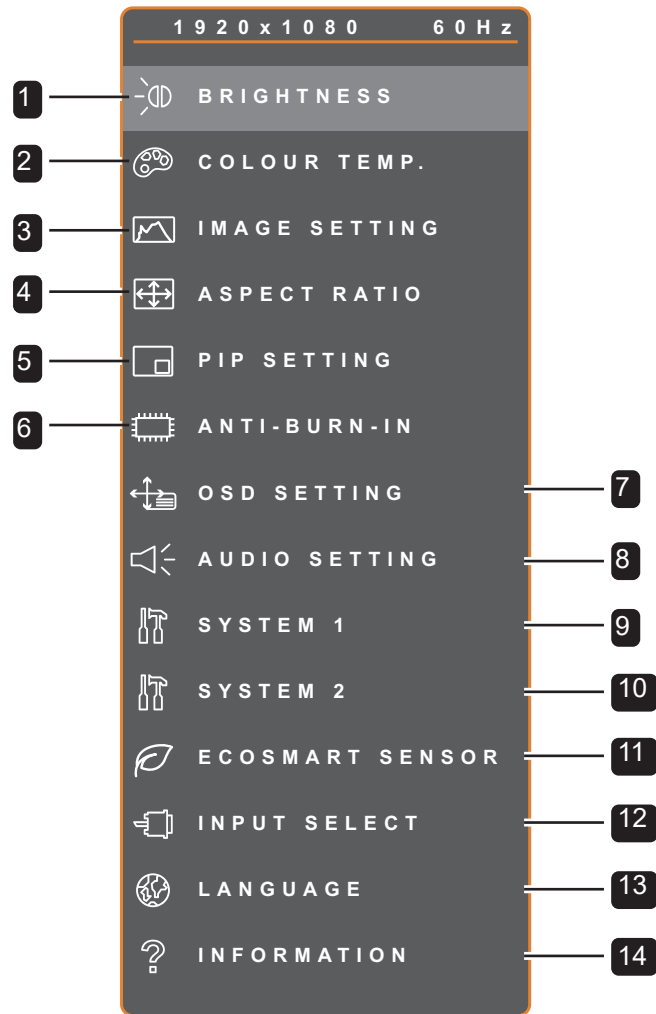 1920x1080 60Hz
1 BRIGHTNESS
2 COLOUR TEMP.
3 IMAGE SETTING
4 ASPECT RATIO
5 PIP SETTING
6 ANTI-BURN-IN
OSD SETTING 7
AUDIO SETTING 8
SYSTEM 1 9
SYSTEM 2 10
ECOSMART SENSOR 11
INPUT SELECT 12
LANGUAGE 13
INFORMATION 14